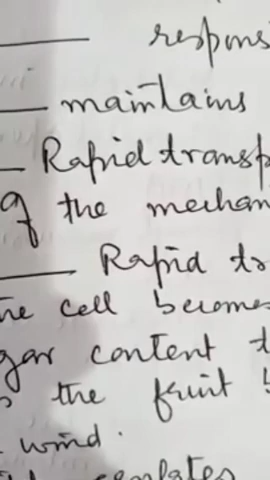 respons
maintains
Rapid transp
of the mechan
Rapid tr
the cell becomes
gar content t
the fruit
wind.